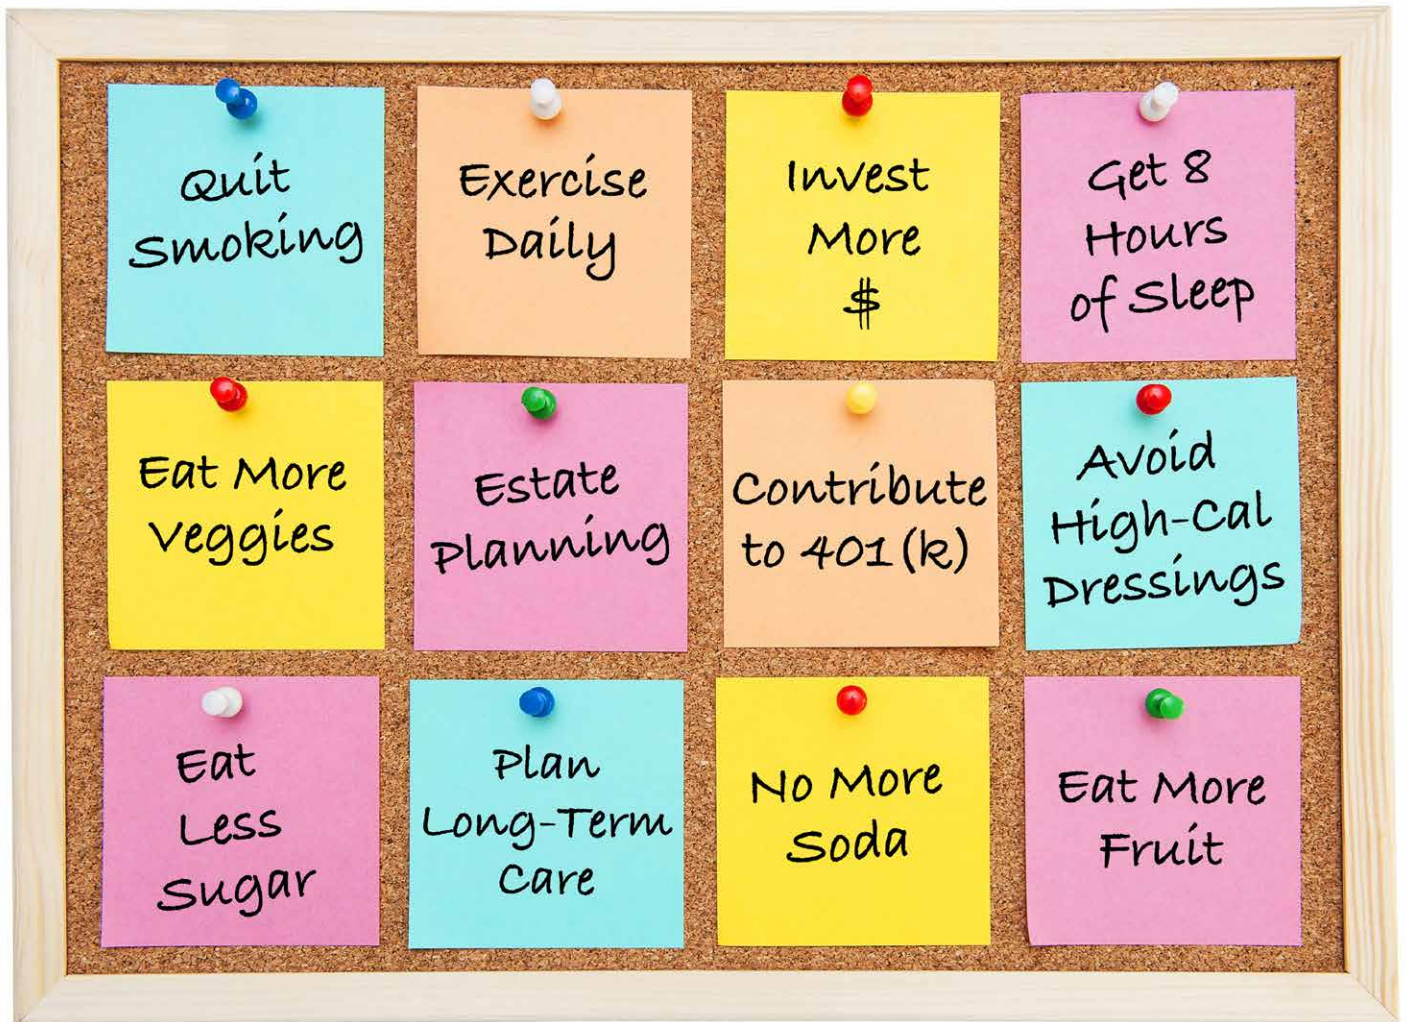 Quit
Smoking
Exercise
Daily
Invest
More
$
Get 8
Hours
of Sleep
Eat More
Veggies
Estate
Planning
Contribute
to 401(k)
Avoid
High-Cal
Dressings
Eat
Less
Sugar
Plan
Long-Term
Care
No More
Soda
Eat More
Fruit